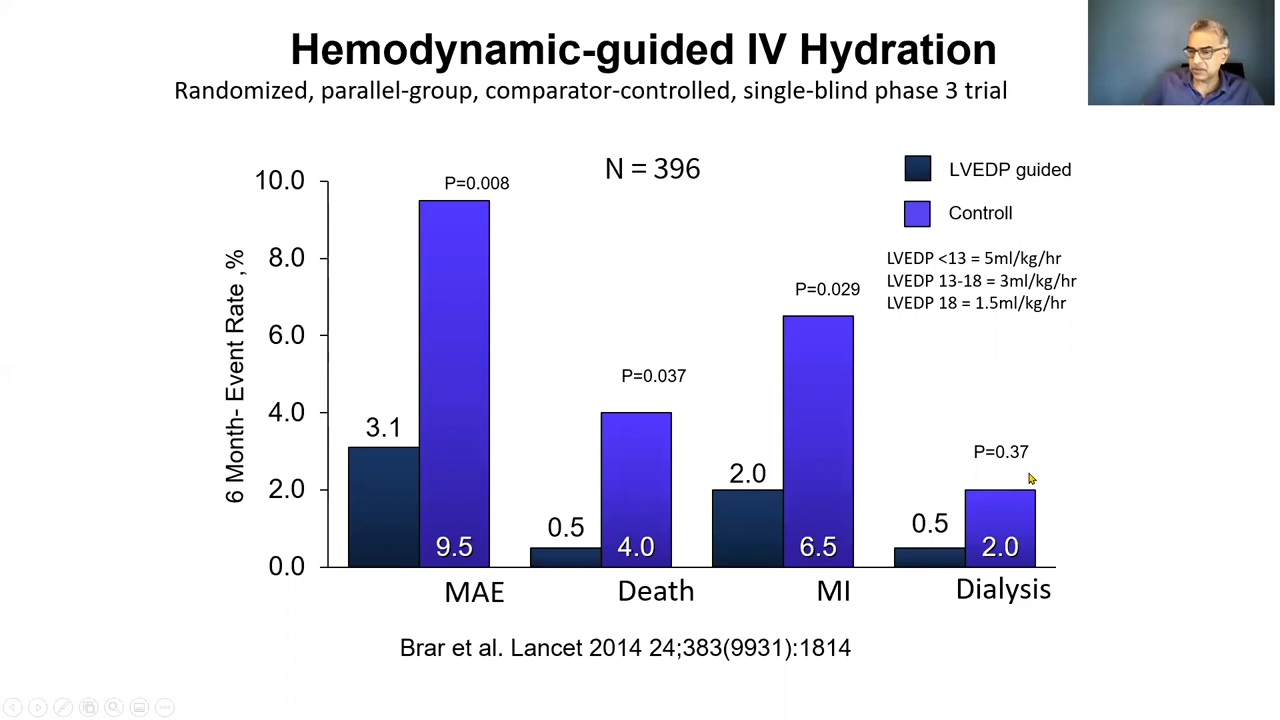 Hemodynamic-guided IV Hydration
Randomized, parallel-group, comparator-controlled, single-blind phase 3 trial
N = 396
LVEDP guided
Controll
LVEDP <13 = 5ml/kg/hr
LVEDP 13-18 = 3ml/kg/hr
LVEDP 18 = 1.5ml/kg/hr
6 Month- Event Rate ,%
10.0
8.0
6.0
4.0
2.0
0.0
P=0.008
3.1
9.5
P=0.037
0.5
4.0
P=0.029
2.0
6.5
P=0.37
0.5
2.0
MAE
Death
MI
Dialysis
Brar et al. Lancet 2014 24;383(9931):1814